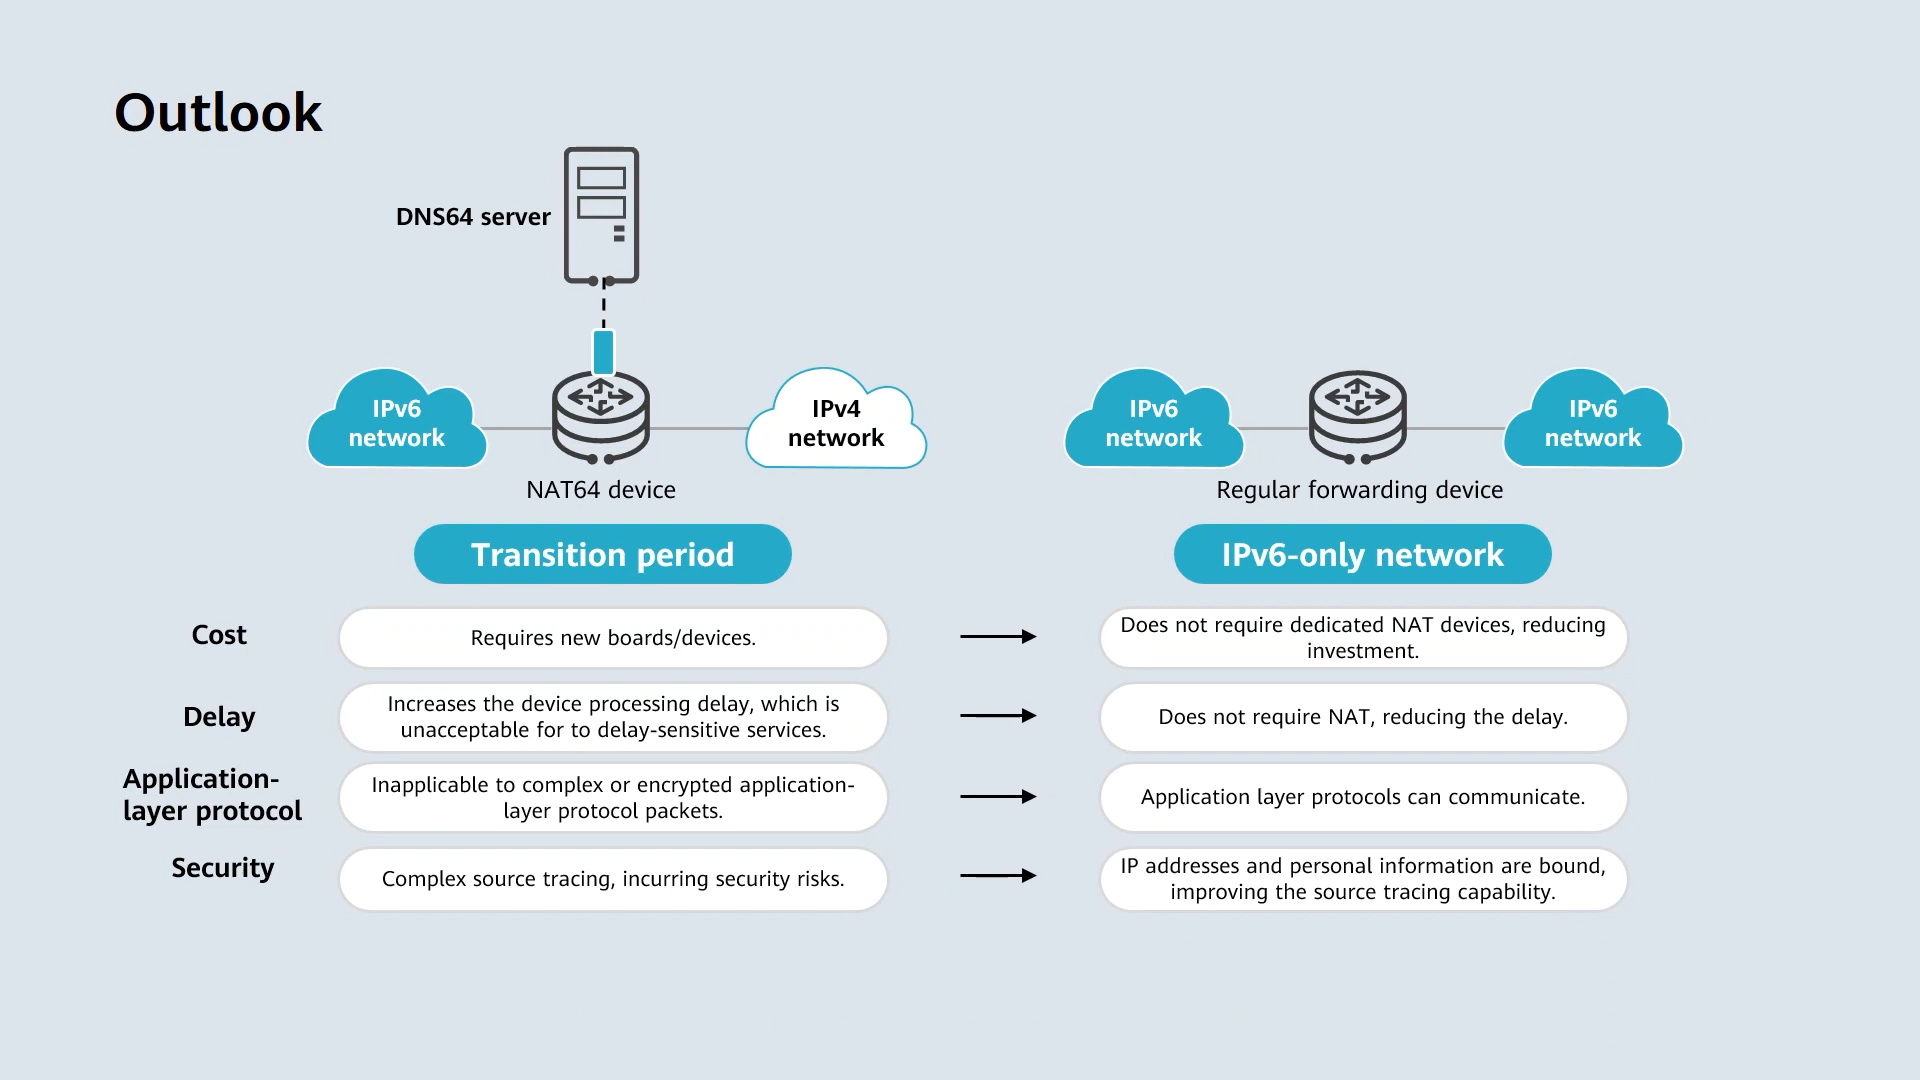 Outlook
DNS64 server
IPv6
network
IPv4
network
NAT64 device
IPv6
network
IPv6
network
Regular forwarding device
Transition period
IPv6-only network
Cost
Requires new boards/devices.
Does not require dedicated NAT devices, reducing
investment.
Delay
Increases the device processing delay, which is
unacceptable for to delay-sensitive services.
Does not require NAT, reducing the delay.
Application-
layer protocol
Inapplicable to complex or encrypted application-
layer protocol packets.
Application layer protocols can communicate.
Security
Complex source tracing, incurring security risks.
IP addresses and personal information are bound,
improving the source tracing capability.